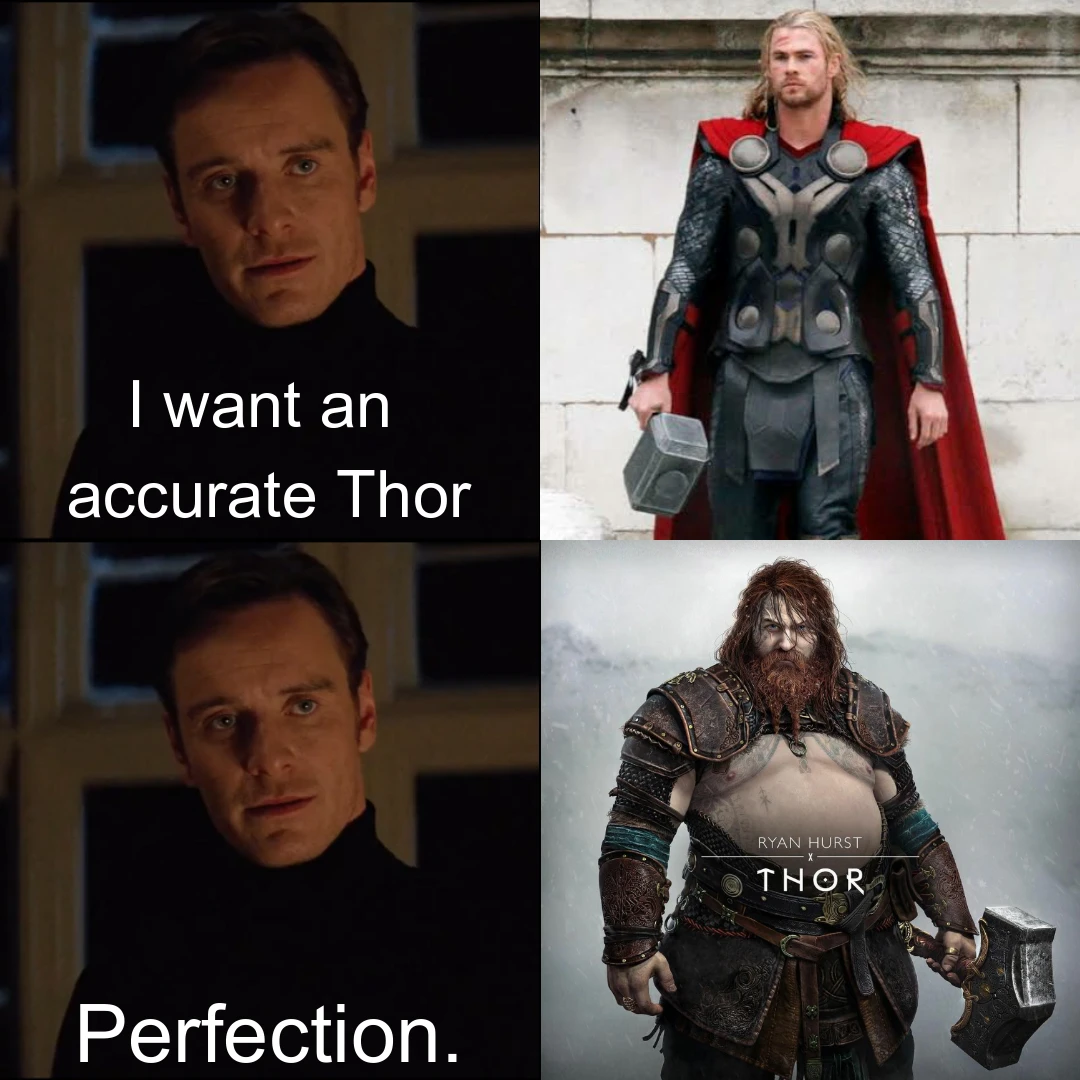 I want an
accurate Thor
RYAN HURST
X
THOR
Perfection.